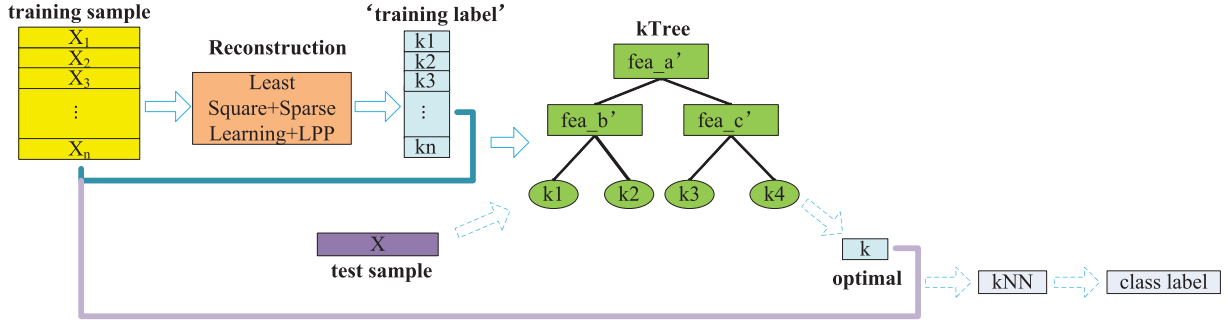 training sample
X1
X2
X3
⋮
Xn
Reconstruction
Least
Square+Sparse
Learning+LPP
‘training label’
k1
k2
k3
⋮
kn
kTree
fea_a’
fea_b’
fea_c’
k1
k2
k3
k4
X
test sample
k
optimal
kNN
class label